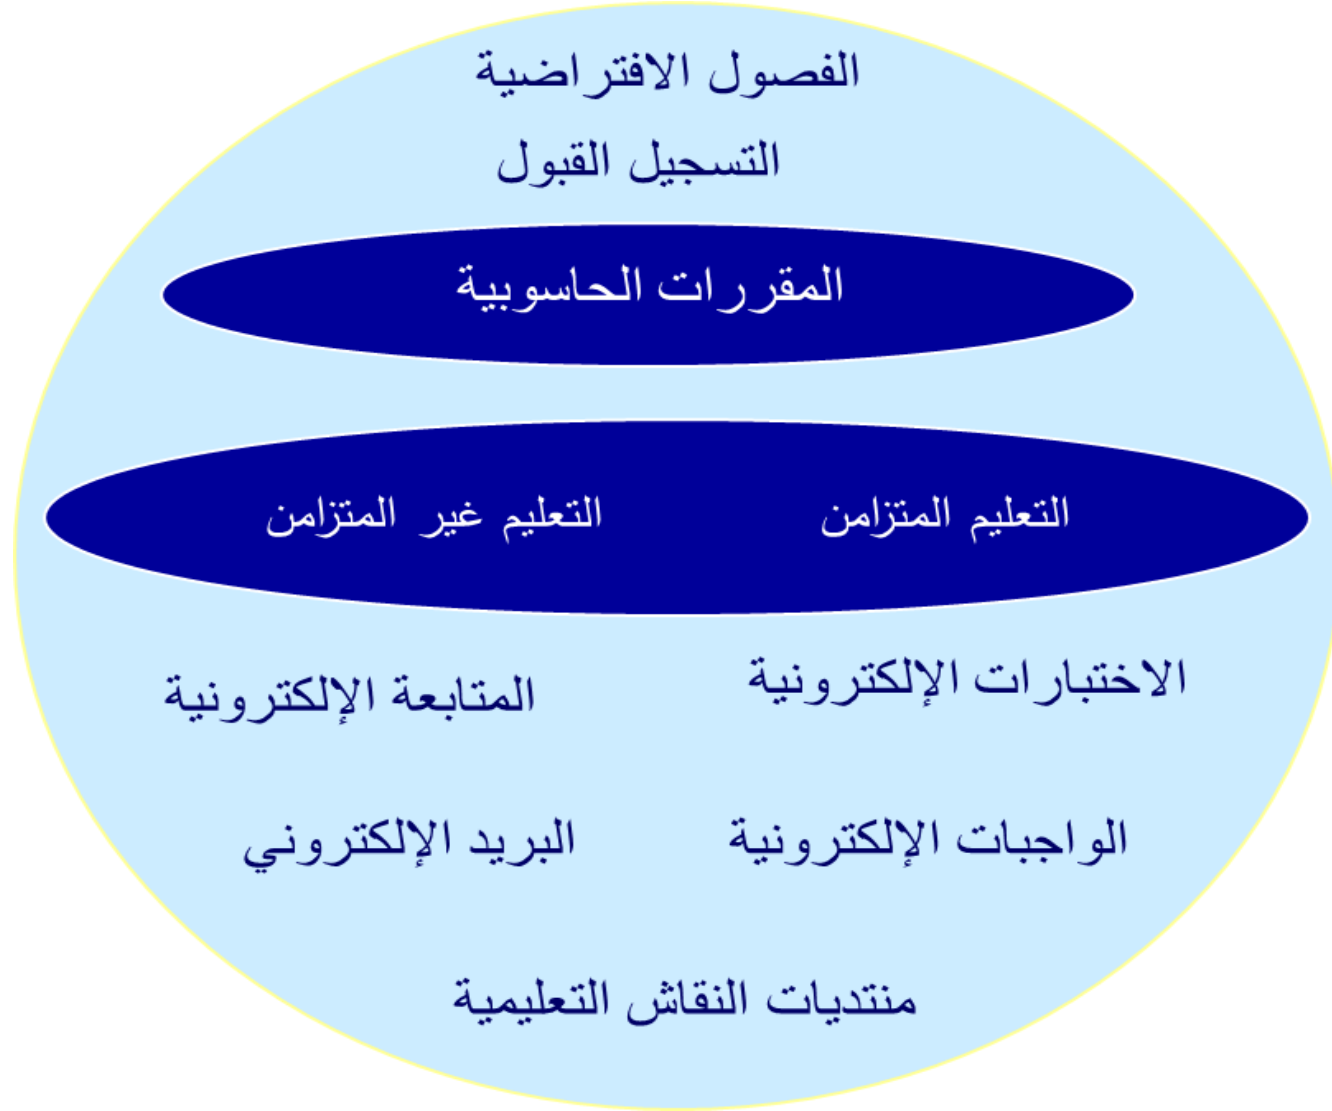 الفصول الافتراضية
التسجيل القبول
المقررات الحاسوبية
التعليم المتزامن
التعليم غير المتزامن
الاختبارات الإلكترونية
المتابعة الإلكترونية
الواجبات الإلكترونية
البريد الإلكتروني
منتديات النقاش التعليمية